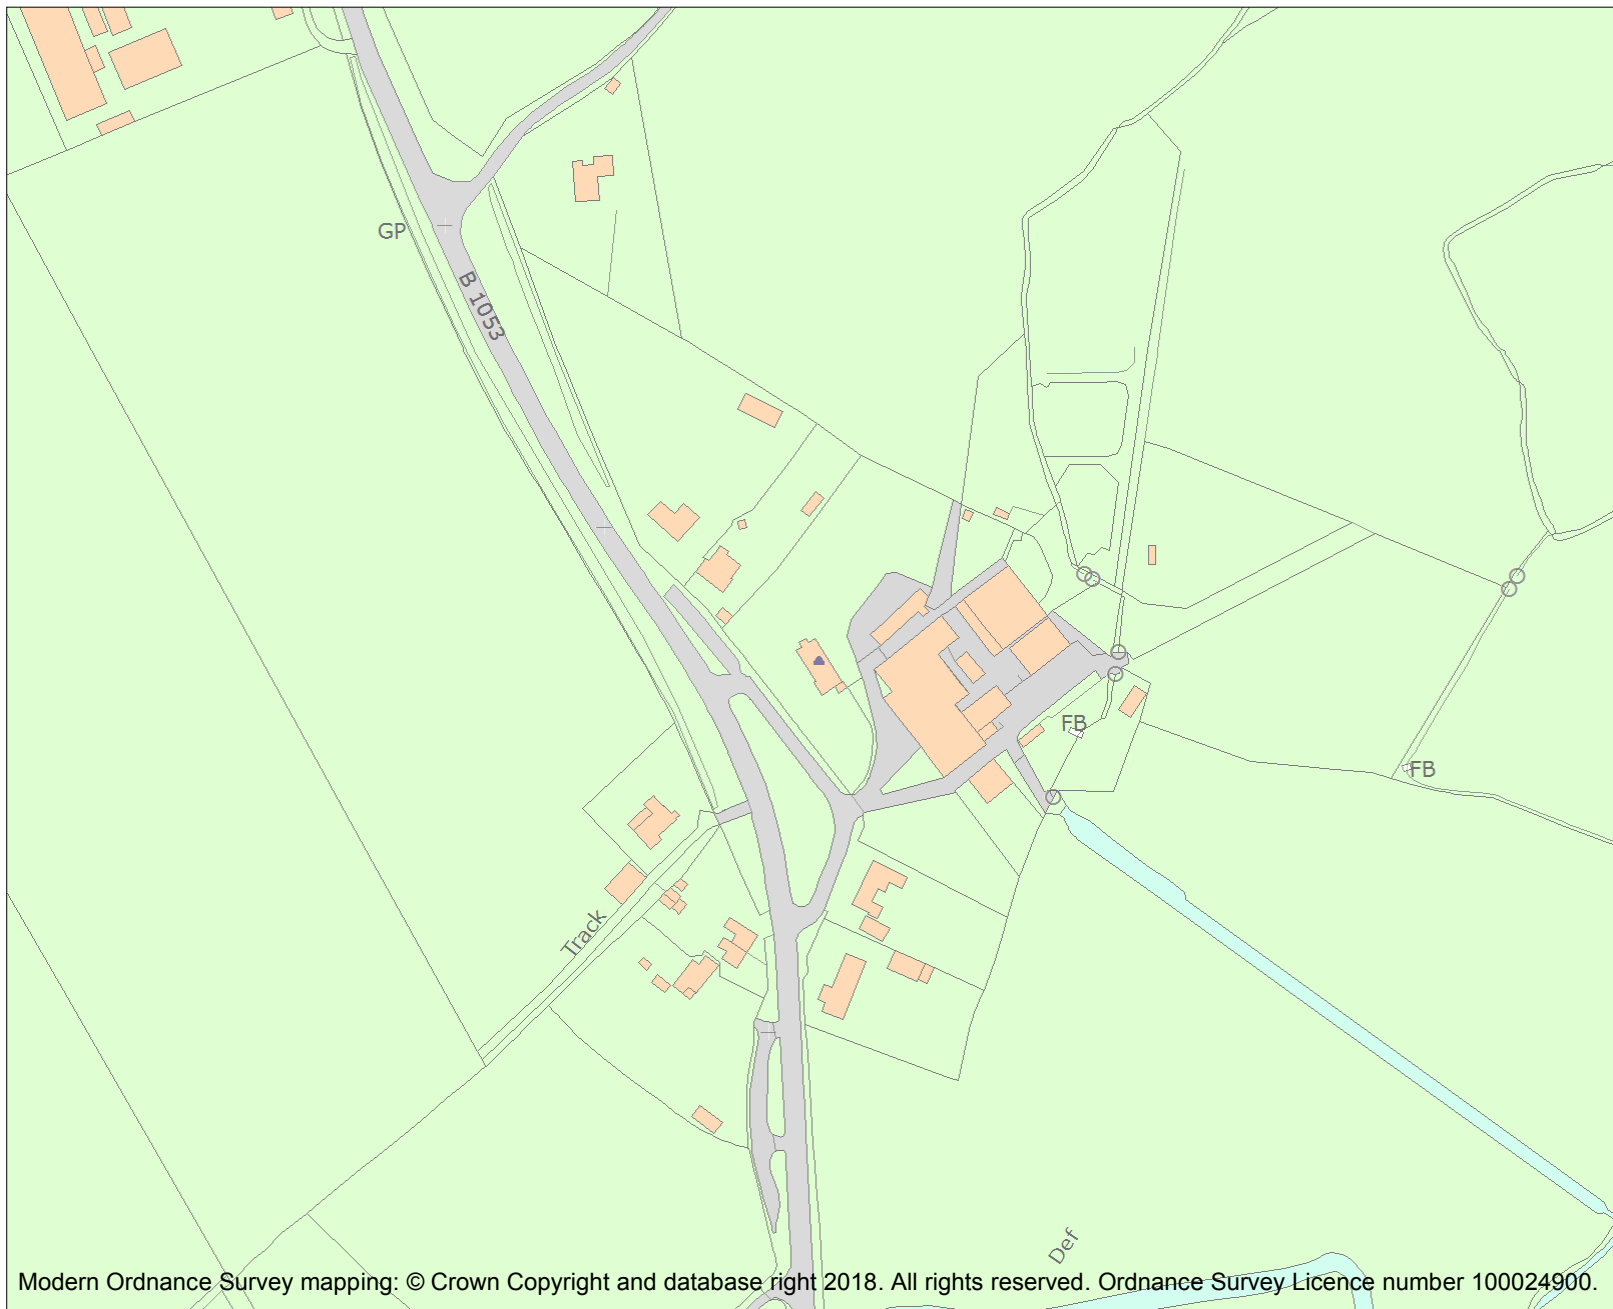 GP
B 1053
FB
FB
Track
Def
Modern Ordnance Survey mapping: © Crown Copyright and database right 2018. All rights reserved. Ordnance Survey Licence number 100024900.